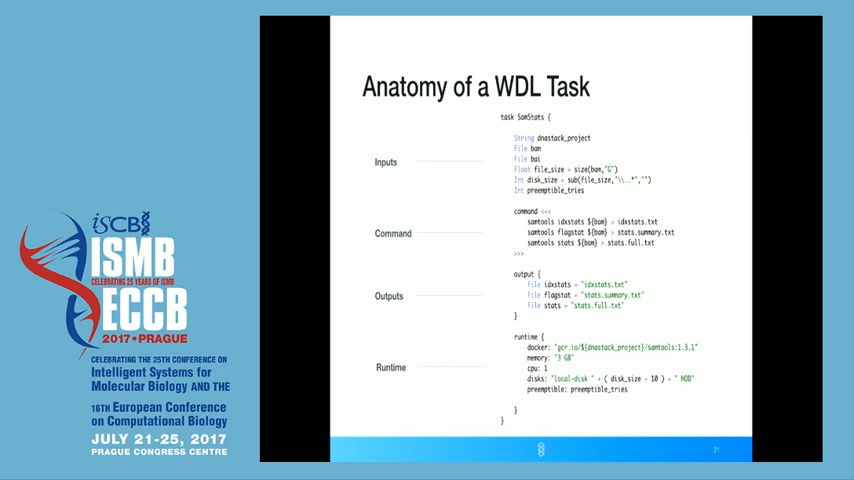 Anatomy of a WDL Task
task SamStats {
String dnastack_project
File bam
File bai
Float file_size = size(bam,"G")
Int disk_size = sub(file_size,"\\..*","")
Int preemptible_tries
Inputs
command <<<
samtools idxstats ${bam} > idxstats.txt
samtools flagstat ${bam} > stats.summary.txt
samtools stats ${bam} > stats.full.txt
>>>
Command
output {
File idxstats = "idxstats.txt"
File flagstat = "stats.summary.txt"
File stats = "stats.full.txt"
}
Outputs
runtime {
docker: "gcr.io/${dnastack_project}/samtools:1.3.1"
memory: "3 GB"
cpu: 1
disks: "local-disk " + ( disk_size + 10 ) + " HDD"
preemptible: preemptible_tries
}
}
Runtime
31
iSCB
ISMB
CELEBRATING 25 YEARS OF ISMB
ECCB
2017 • PRAGUE
CELEBRATING THE 25TH CONFERENCE ON
Intelligent Systems for
Molecular Biology AND THE
16TH European Conference
on Computational Biology
JULY 21-25, 2017
PRAGUE CONGRESS CENTRE